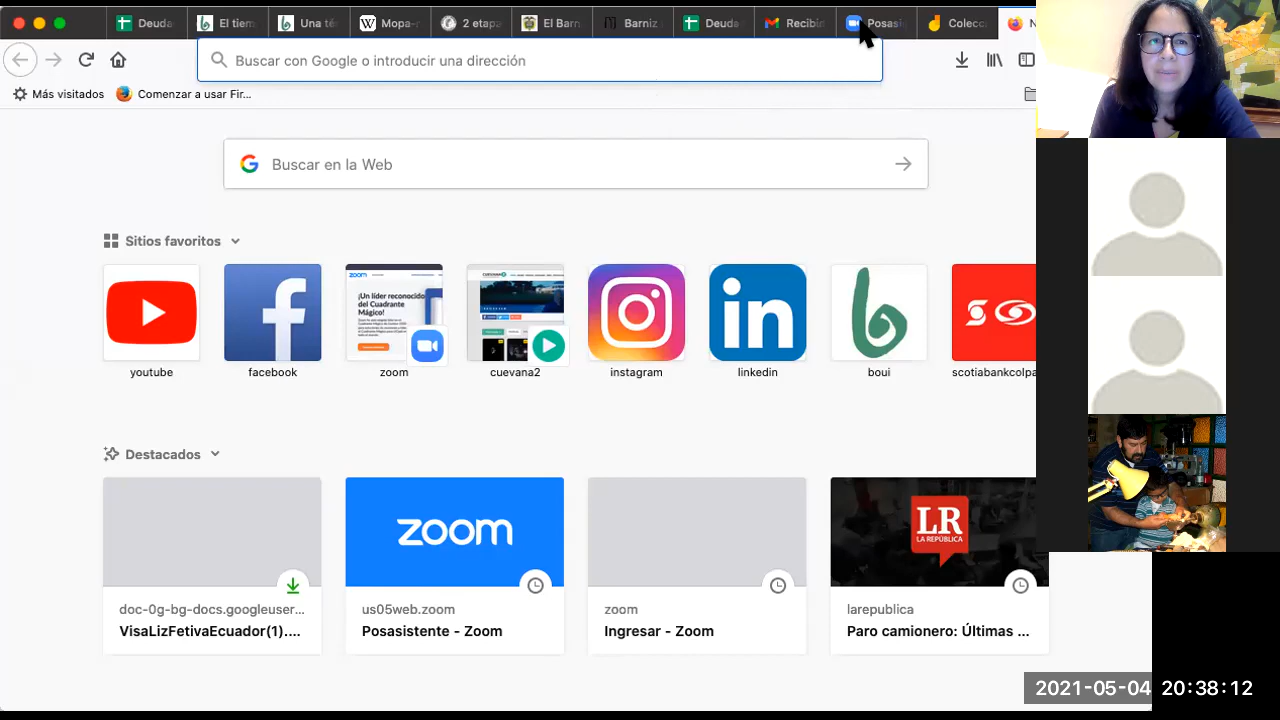 Deuda
El tiem
Una té
Mopa-
2 etapa
El Barn
Barniz
Deuda
Recibin
Posasi
Colecc
N
Buscar con Google o introducir una dirección
Más visitados
Comenzar a usar Fir...
Buscar en la Web
Sitios favoritos
zoom
¡Un líder reconocido
del Cuadrante
Mágico!
youtube
facebook
zoom
cuevana2
instagram
linkedin
boui
scotiabankcolpa
Destacados
zoom
LR
LA REPÚBLICA
doc-0g-bg-docs.googleuser...
us05web.zoom
zoom
larepublica
VisaLizFetivaEcuador(1)....
Posasistente - Zoom
Ingresar - Zoom
Paro camionero: Últimas ...
2021-05-04 20:38:12